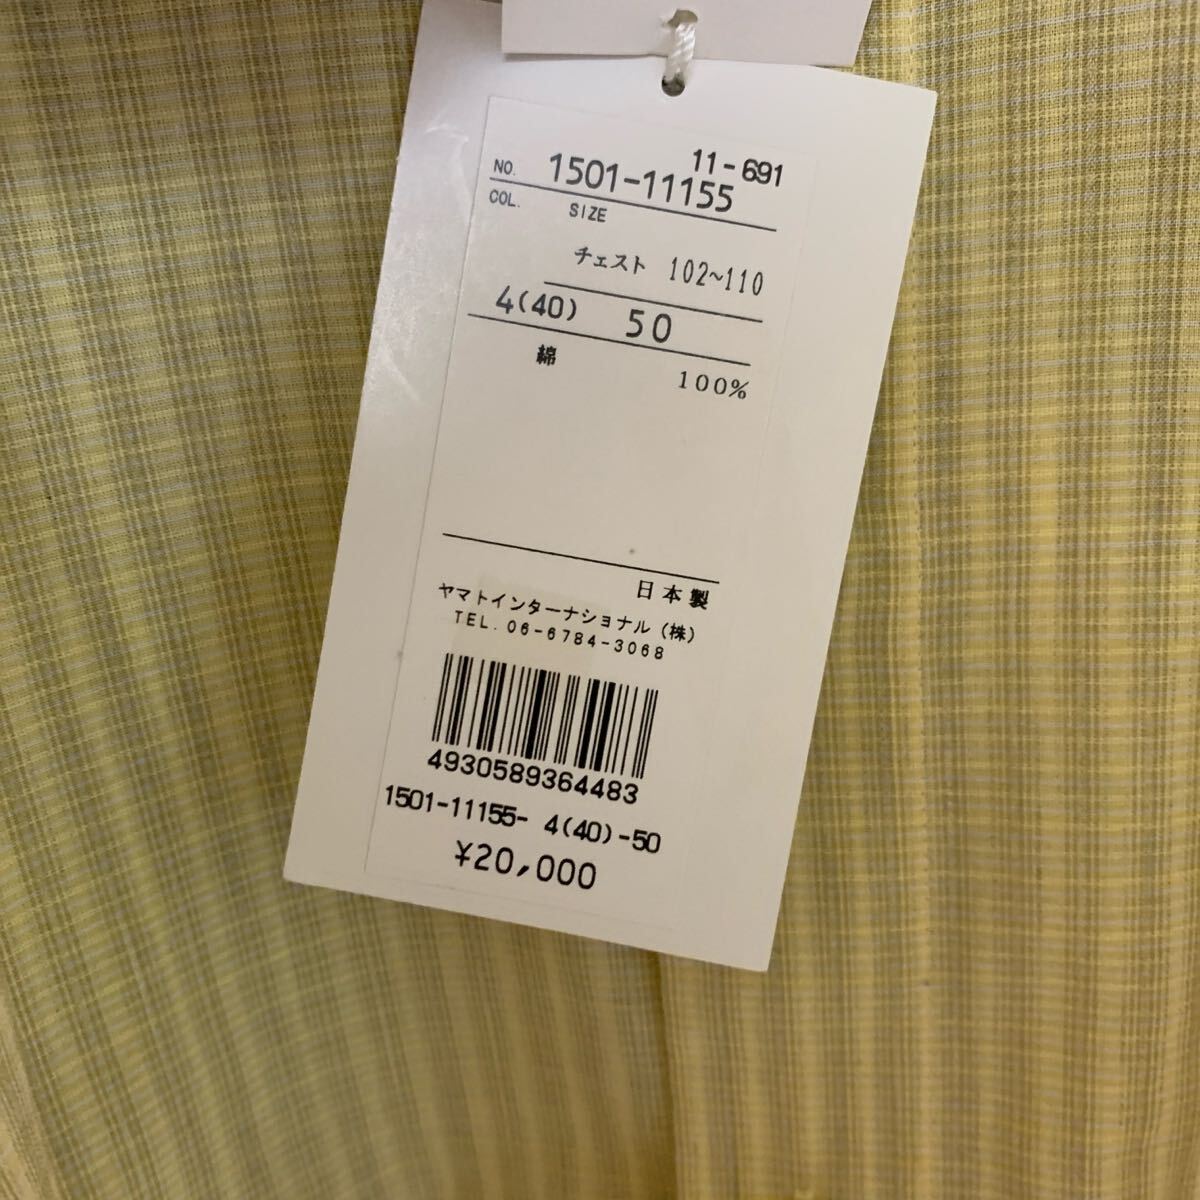 11-691
NO. 1501-11155
COL. SIZE
チェスト 102~110
4(40) 50
綿 100%
日本製
ヤマトインターナショナル(株)
TEL.06-6784-3068
4930589364483
1501-11155- 4(40)-50
¥20,000